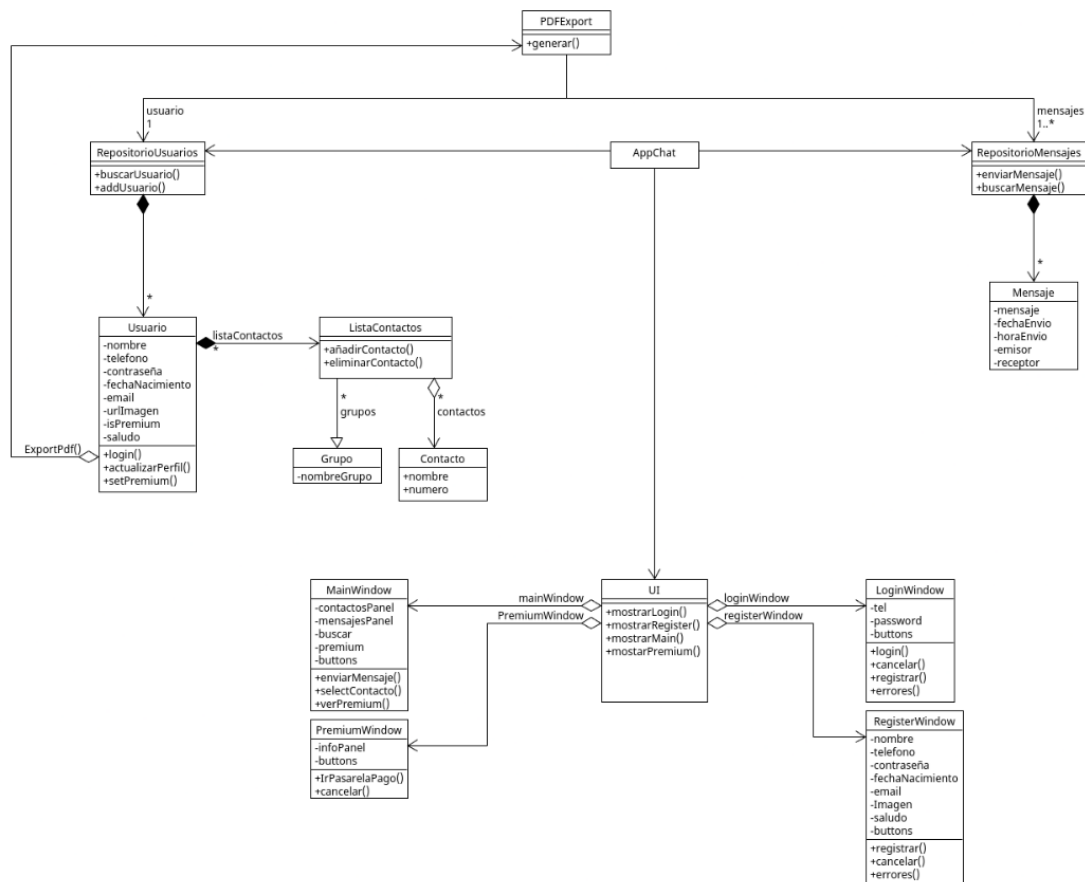 PDFExport
+generar()
usuario
1
mensajes
1..*
RepositorioUsuarios
+buscarUsuario()
+addUsuario()
AppChat
RepositorioMensajes
+enviarMensaje()
+buscarMensaje()
*
*
Usuario
-nombre
-telefono
-contraseña
-fechaNacimiento
-email
-urlImagen
-isPremium
-saludo
+login()
+actualizarPerfil()
+setPremium()
listaContactos
*
ListaContactos
+añadirContacto()
+eliminarContacto()
Mensaje
-mensaje
-fechaEnvio
-horaEnvio
-emisor
-receptor
*
grupos
*
contactos
ExportPdf()
Grupo
-nombreGrupo
Contacto
+nombre
+numero
MainWindow
-contactosPanel
-mensajesPanel
-buscar
-premium
-buttons
+enviarMensaje()
+selectContacto()
+verPremium()
mainWindow
PremiumWindow
UI
+mostrarLogin()
+mostrarRegister()
+mostrarMain()
+mostarPremium()
loginWindow
registerWindow
LoginWindow
-tel
-password
-buttons
+login()
+cancelar()
+registrar()
+errores()
PremiumWindow
-infoPanel
-buttons
+IrPasarelaPago()
+cancelar()
RegisterWindow
-nombre
-telefono
-contraseña
-fechaNacimiento
-email
-Imagen
-saludo
-buttons
+registrar()
+cancelar()
+errores()